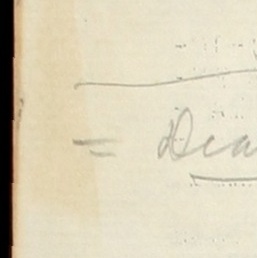 = Dea